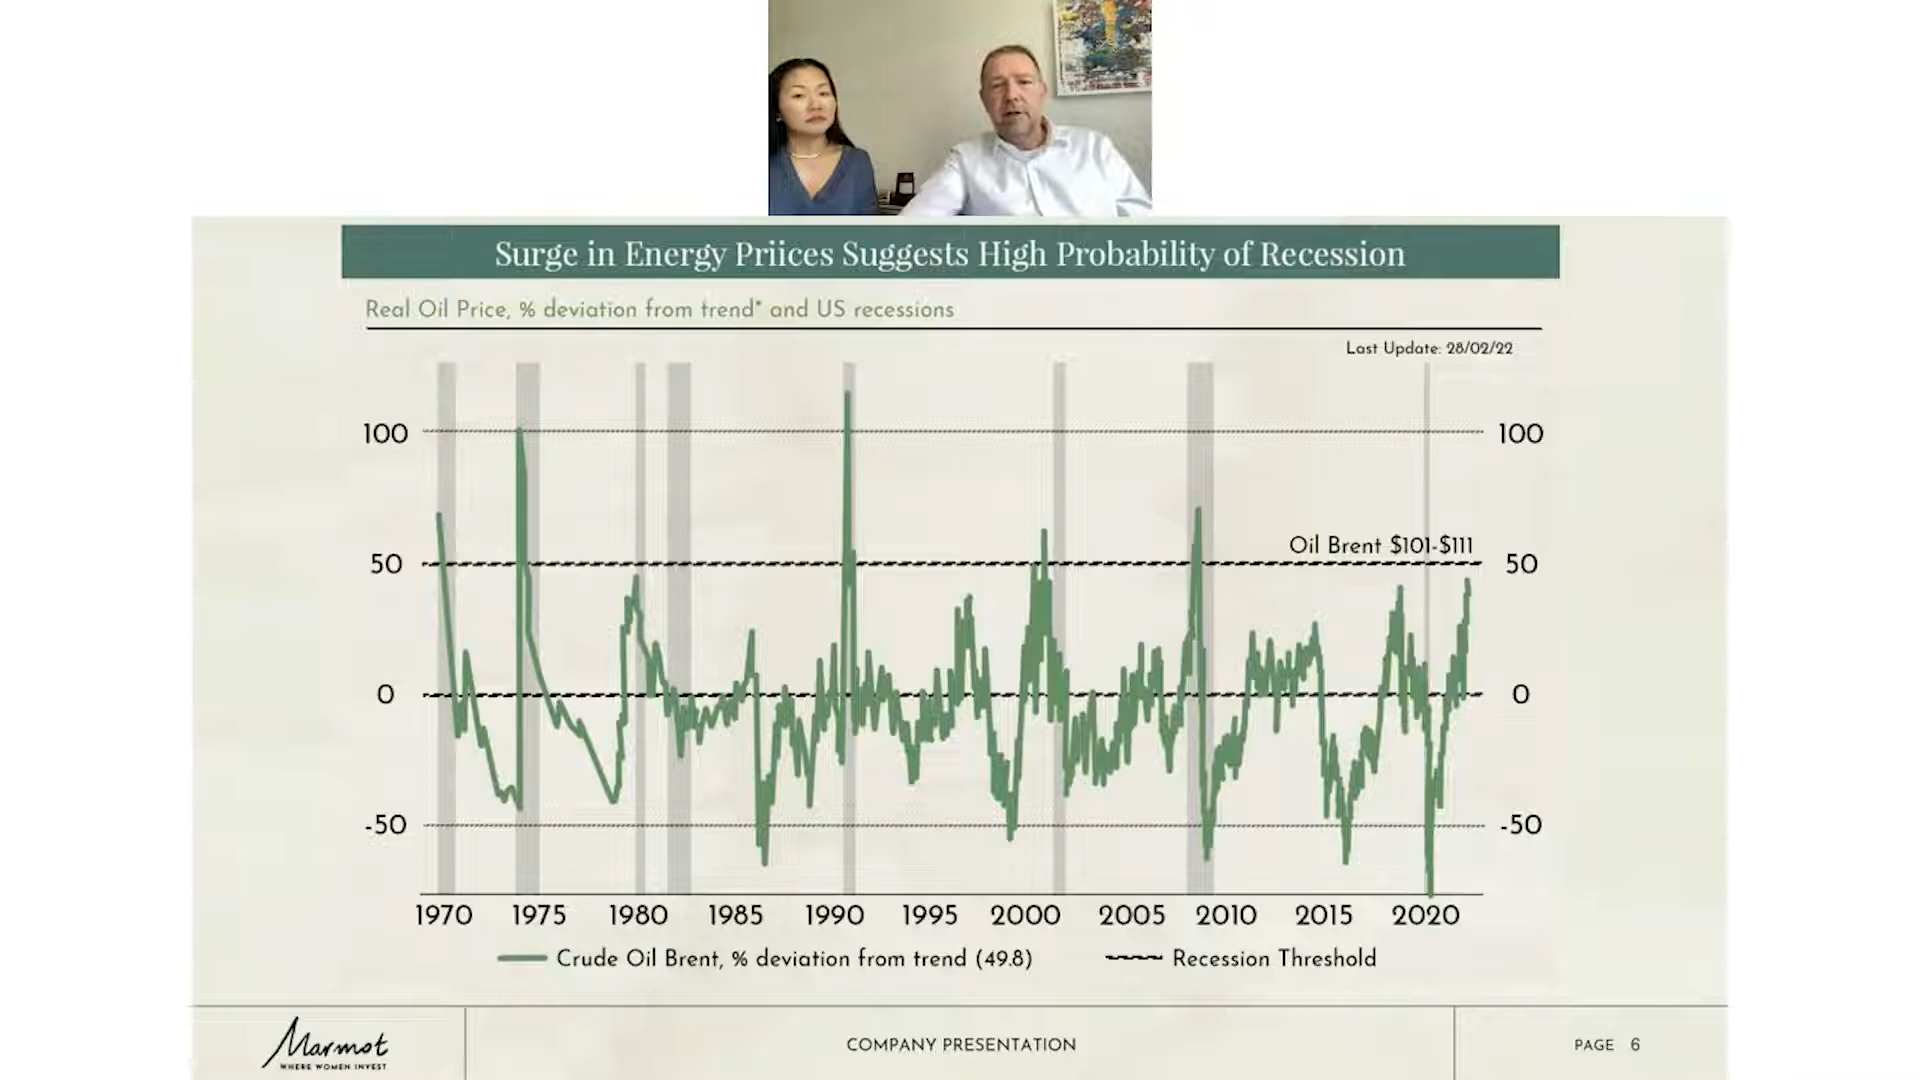 Surge in Energy Priices Suggests High Probability of Recession
Real Oil Price, % deviation from trend* and US recessions
Last Update: 28/02/22
100 100
Oil Brent $101-$111
50 50
0 0
-50 -50
1970 1975 1980 1985 1990 1995 2000 2005 2010 2015 2020
Crude Oil Brent, % deviation from trend (49.8) Recession Threshold
Marmot
WHERE WOMEN INVEST
COMPANY PRESENTATION
PAGE 6